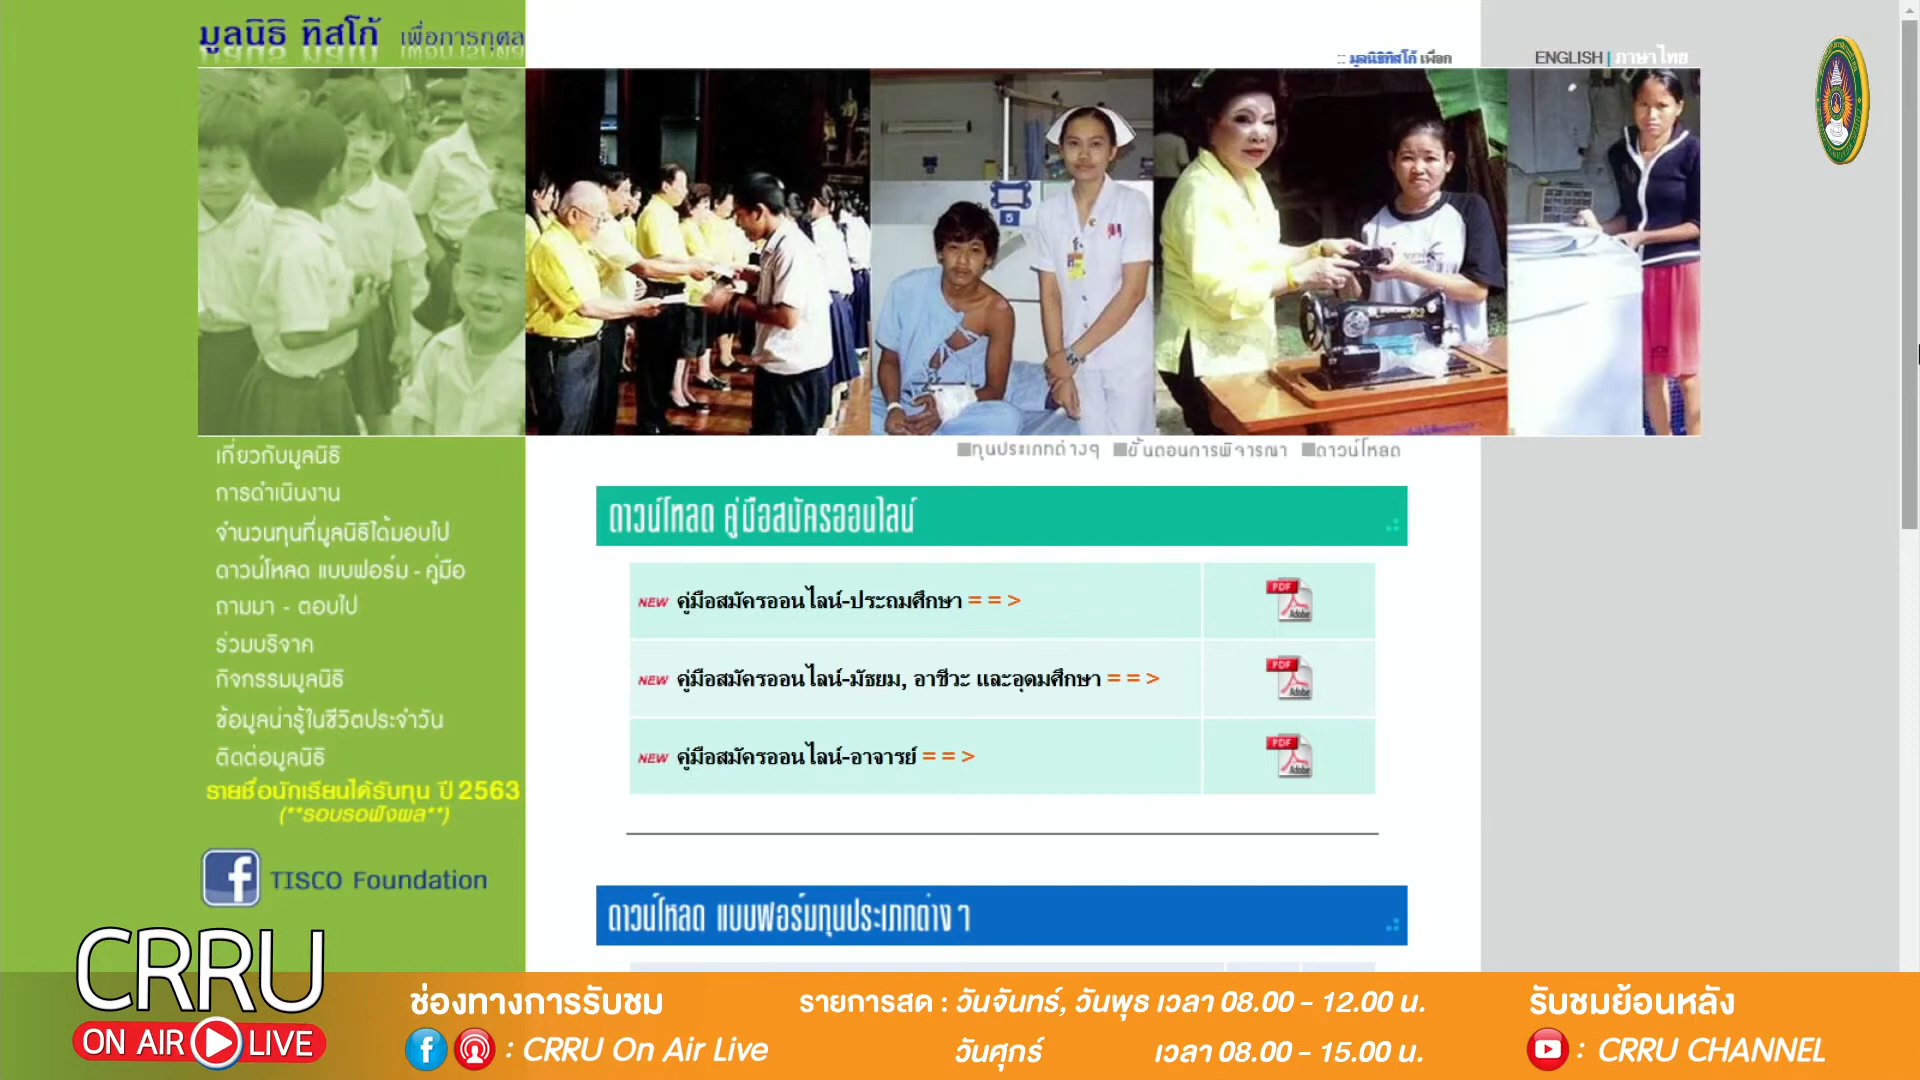 มูลนิธิ ทิสโก้ เพื่อการกุศล
:: มูลนิธิทิสโก้ เพื่อก
ENGLISH | ภาษาไทย
5
เกี่ยวกับมูลนิธิ
การดำเนินงาน
จำนวนทุนที่มูลนิธิได้มอบไป
ดาวน์โหลด แบบฟอร์ม - คู่มือ
ถามมา - ตอบไป
ร่วมบริจาค
กิจกรรมมูลนิธิ
ข้อมูลน่ารู้ในชีวิตประจำวัน
ติดต่อมูลนิธิ
รายชื่อนักเรียนได้รับทุน ปี 2563
(**รอบรอฟังผล**)
TISCO Foundation
ทุนประเภทต่างๆ ขั้นตอนการพิจารณา ดาวน์โหลด
ดาวน์โหลด คู่มือสมัครออนไลน์
NEW คู่มือสมัครออนไลน์-ประถมศึกษา = = >
PDF Adobe
NEW คู่มือสมัครออนไลน์-มัธยม, อาชีวะ และอุดมศึกษา = = >
PDF Adobe
NEW คู่มือสมัครออนไลน์-อาจารย์ = = >
PDF Adobe
ดาวน์โหลด แบบฟอร์มทุนประเภทต่าง ๆ
CRRU
ON AIR LIVE
ช่องทางการรับชม
: CRRU On Air Live
รายการสด : วันจันทร์, วันพุธ เวลา 08.00 - 12.00 น.
วันศุกร์ เวลา 08.00 - 15.00 น.
รับชมย้อนหลัง
: CRRU CHANNEL